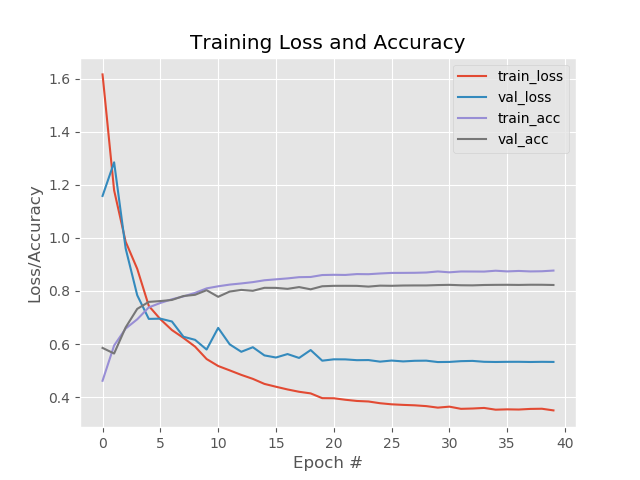 Training Loss and Accuracy
train_loss
val_loss
train_acc
val_acc
Loss/Accuracy
1.6
1.4
1.2
1.0
0.8
0.6
0.4
0 5 10 15 20 25 30 35 40
Epoch #